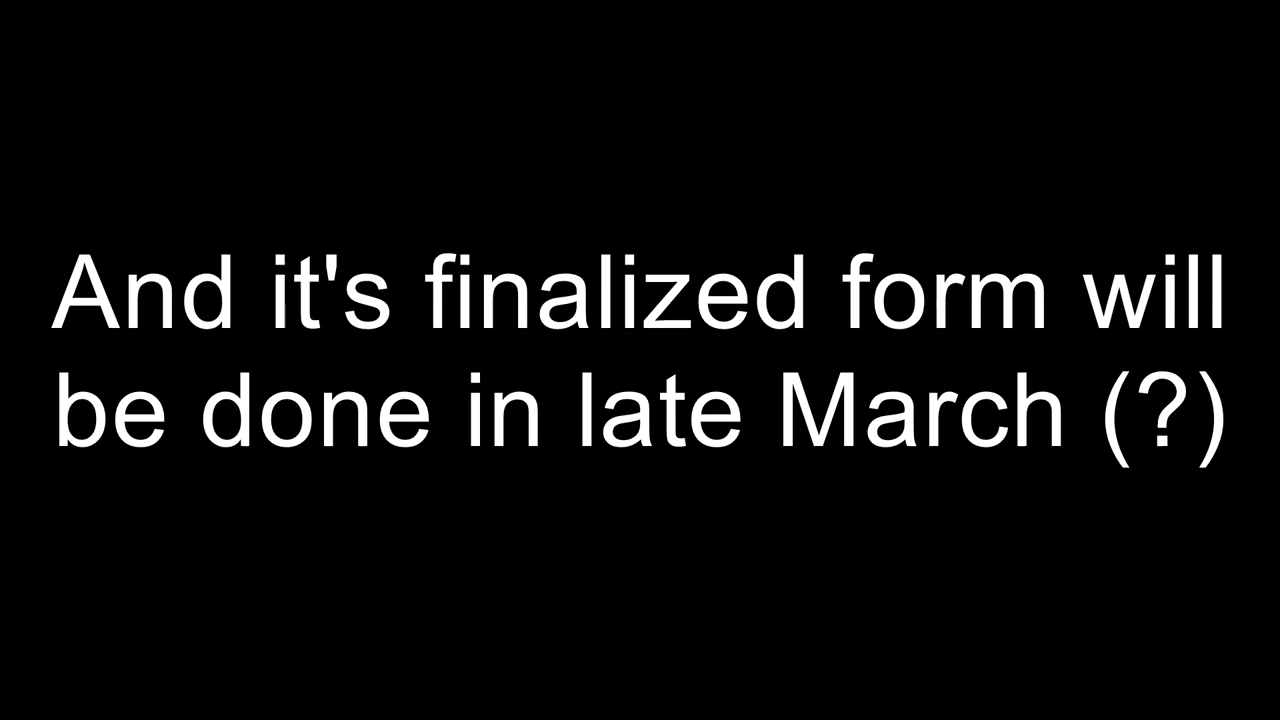 And it's finalized form will
be done in late March (?)